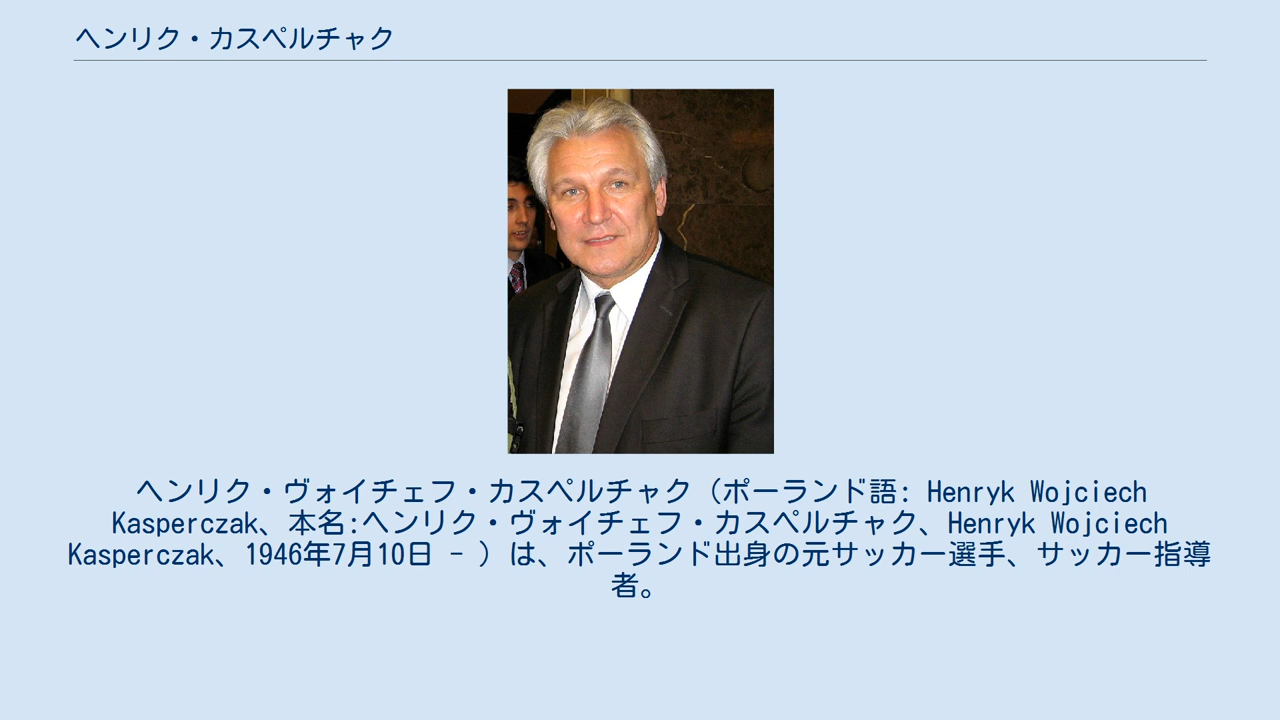 ヘンリク・カスペルチャク
ヘンリク・ヴォイチェフ・カスペルチャク（ポーランド語: Henryk Wojciech
Kasperczak、本名:ヘンリク・ヴォイチェフ・カスペルチャク、Henryk Wojciech
Kasperczak、1946年7月10日 - ）は、ポーランド出身の元サッカー選手、サッカー指導
者。